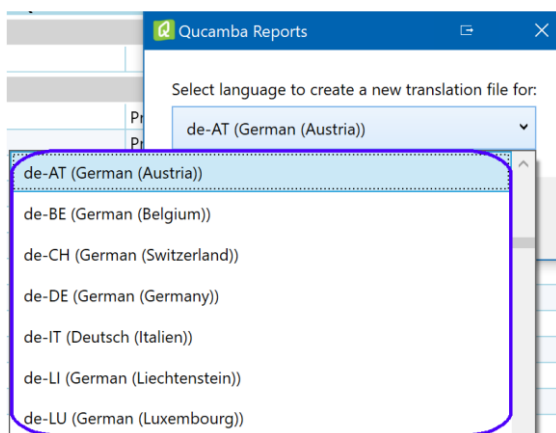 Qucamba Reports
Select language to create a new translation file for:
de-AT (German (Austria))
de-AT (German (Austria))
de-BE (German (Belgium))
de-CH (German (Switzerland))
de-DE (German (Germany))
de-IT (Deutsch (Italien))
de-LI (German (Liechtenstein))
de-LU (German (Luxembourg))